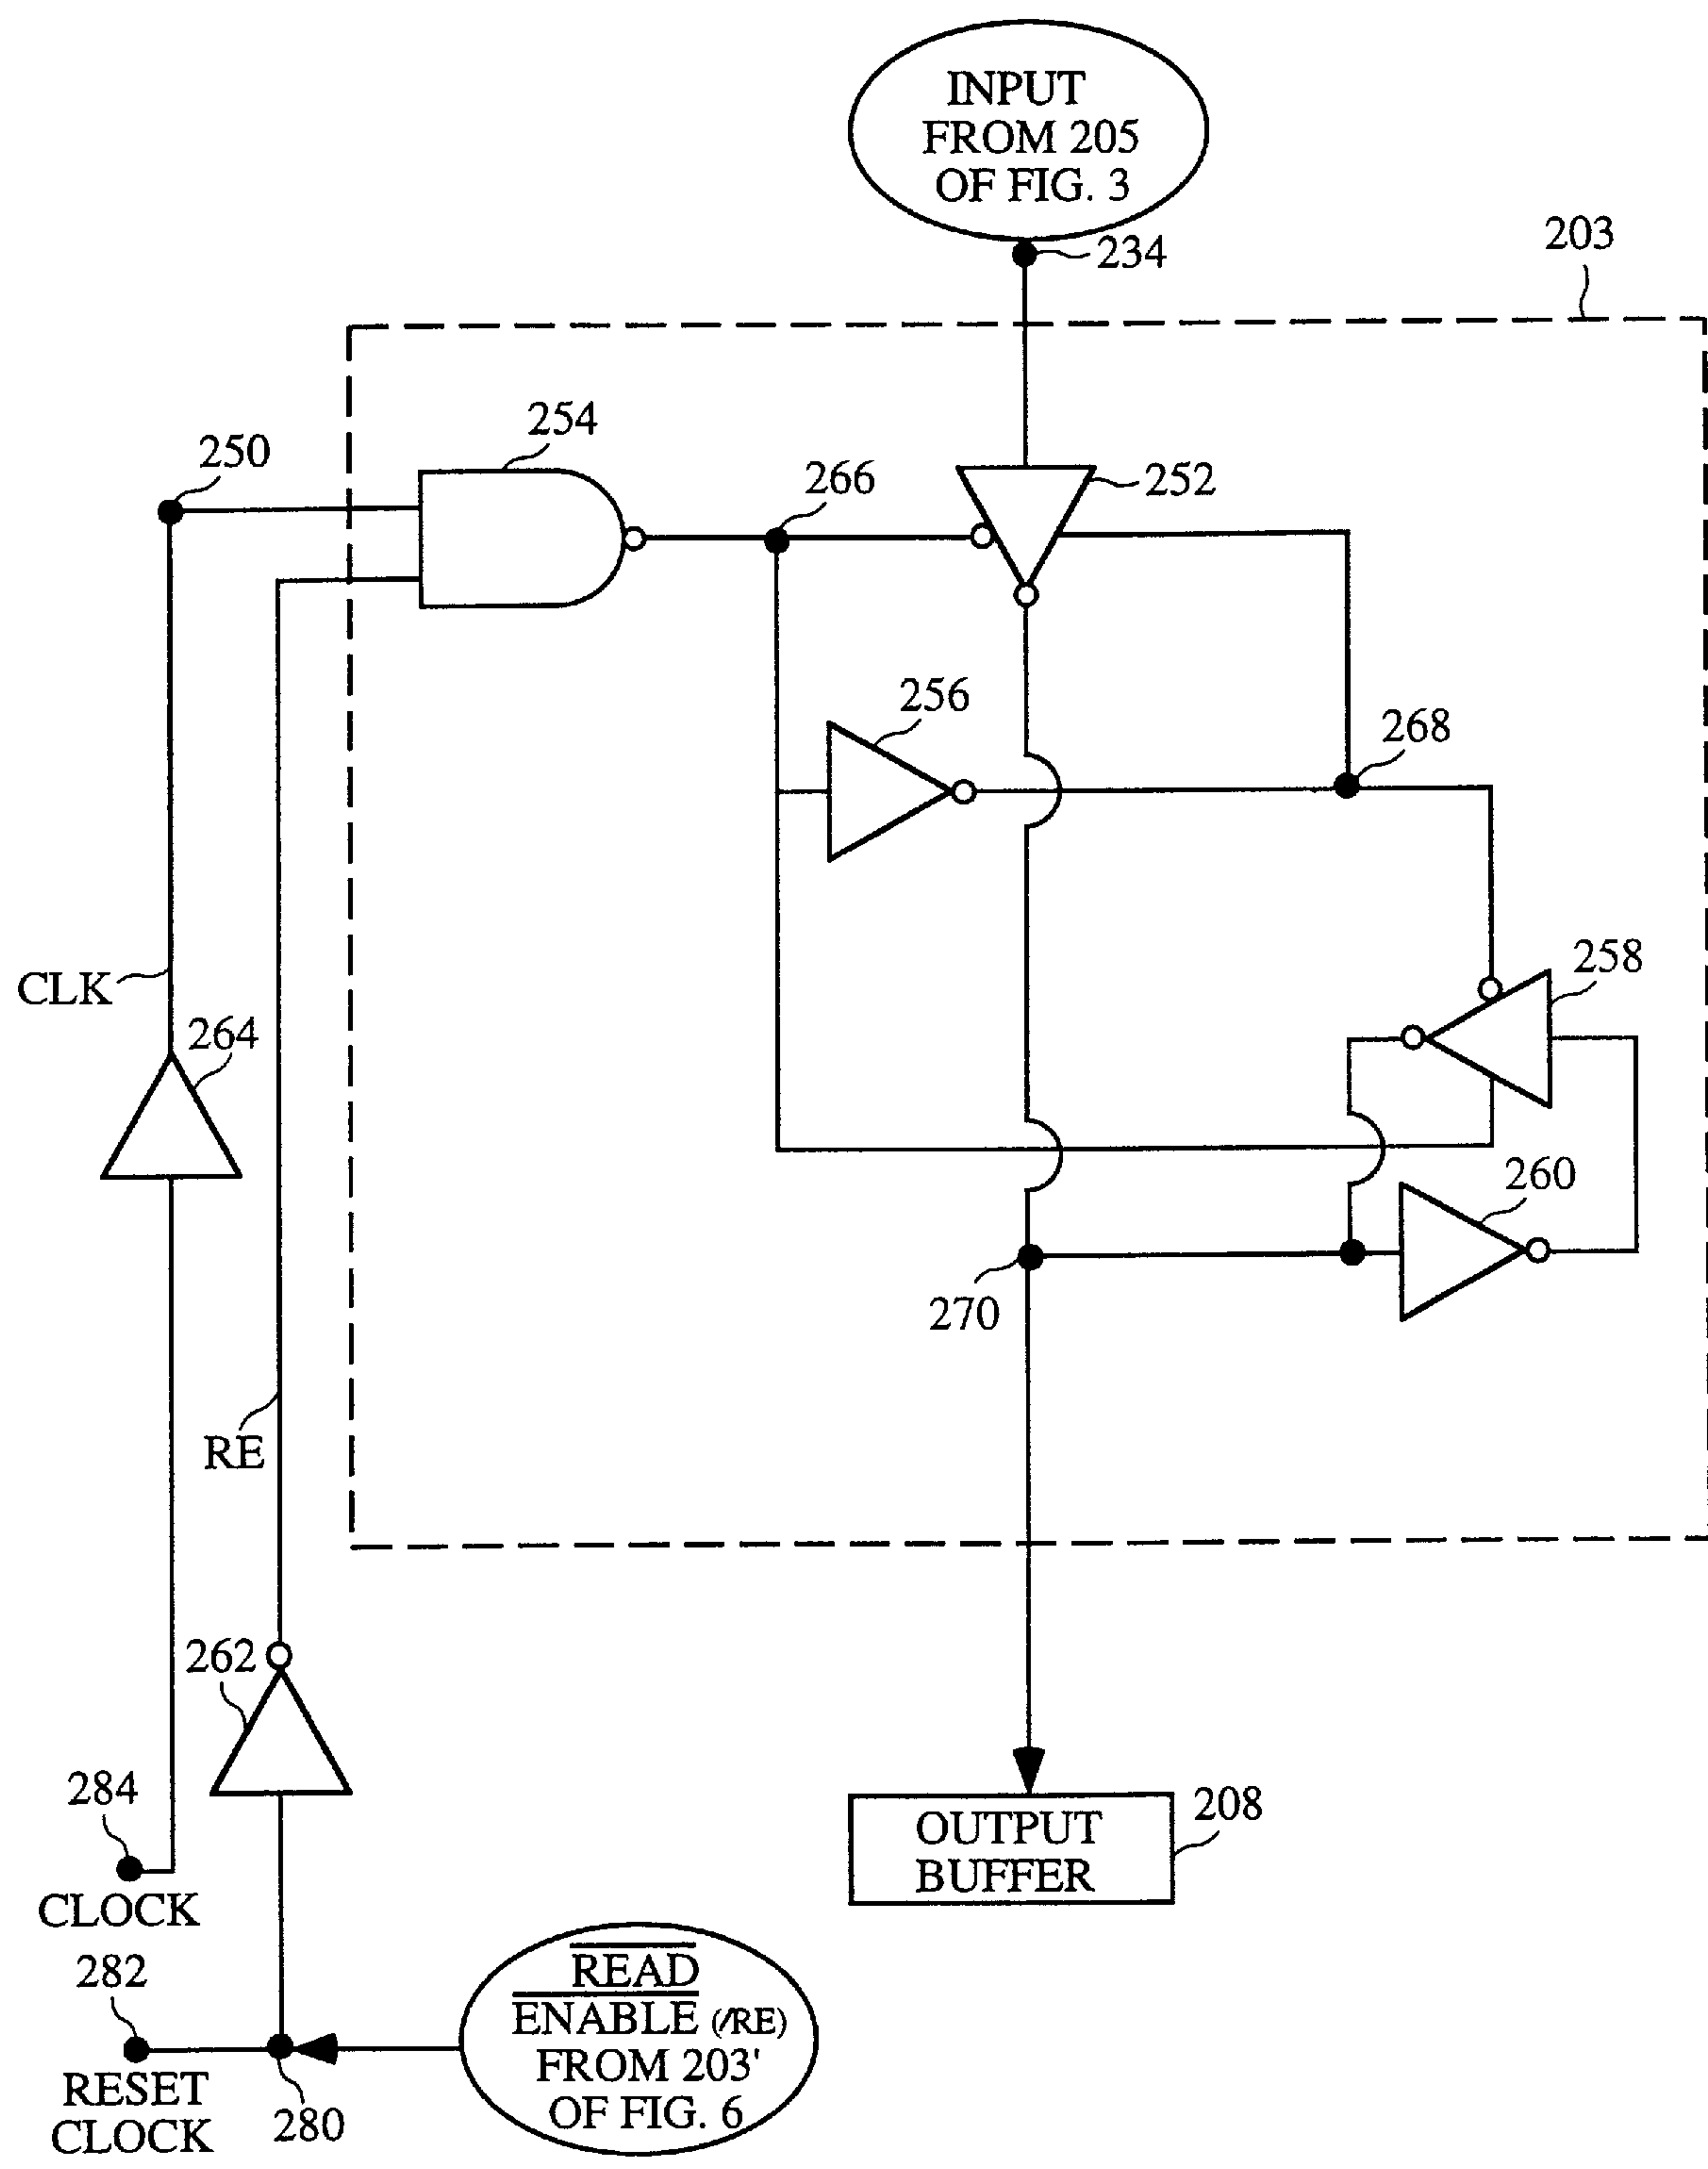 INPUT
FROM 205
OF FIG. 3
234
203
254
250
266
252
256
268
258
CLK
264
260
270
RE
262
284
CLOCK
OUTPUT
BUFFER
208
282
RESET
CLOCK
280
READ
ENABLE (/RE)
FROM 203'
OF FIG. 6